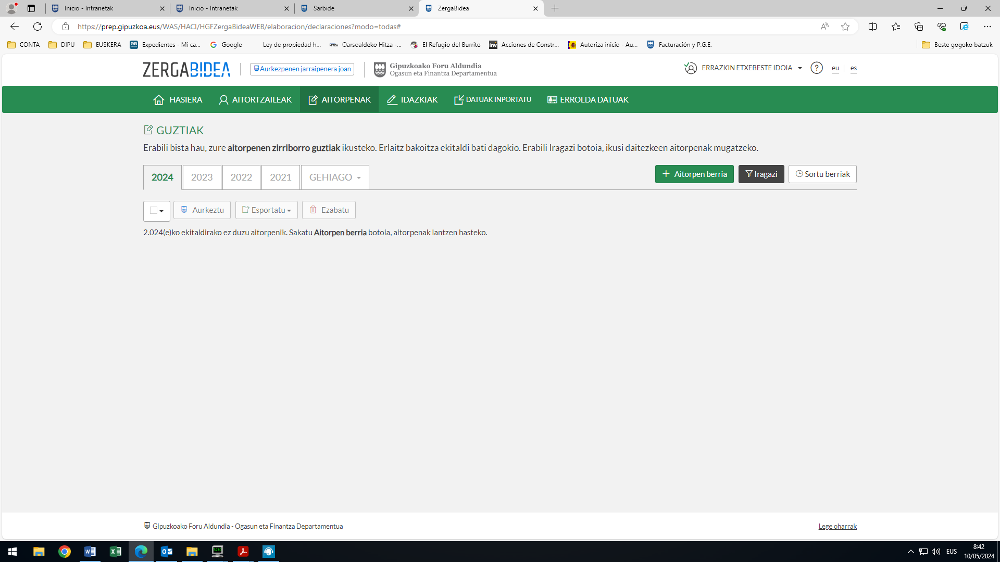 Inicio - Intranetak
Inicio - Intranetak
Sarbide
ZergaBidea
https://prep.gipuzkoa.eus/WAS/HACI/HGFZergaBideaWEB/elaboracion/declaraciones?modo=todas#
CONTA
DIPU
EUSKERA
Expedientes - Mi ca...
Google
Ley de propiedad h...
HITZA Oarsoaldeko Hitza -...
El Refugio del Burrito
Inv Acciones de Constr...
Autoriza inicio - Au...
Facturación y P.G.E.
Beste gogoko batzuk
ZERGABIDEA
Aurkezpenen jarraipenera joan
Gipuzkoako Foru Aldundia
Ogasun eta Finantza Departamentua
ERRAZKIN ETXEBESTE IDOIA
?
eu
es
HASIERA
AITORTZAILEAK
AITORPENAK
IDAZKIAK
DATUAK INPORTATU
ERROLDA DATUAK
GUZTIAK
Erabili bista hau, zure aitorpenen zirriborro guztiak ikusteko. Erlaitz bakoitza ekitaldi bati dagokio. Erabili Iragazi botoia, ikusi daitezkeen aitorpenak mugatzeko.
2024
2023
2022
2021
GEHIAGO
+ Aitorpen berria
Iragazi
Sortu berriak
Aurkeztu
Esportatu
Ezabatu
2.024(e)ko ekitaldirako ez duzu aitorpenik. Sakatu Aitorpen berria botoia, aitorpenak lantzen hasteko.
Gipuzkoako Foru Aldundia - Ogasun eta Finantza Departamentua
Lege oharrak
EUS
8:42
10/05/2024